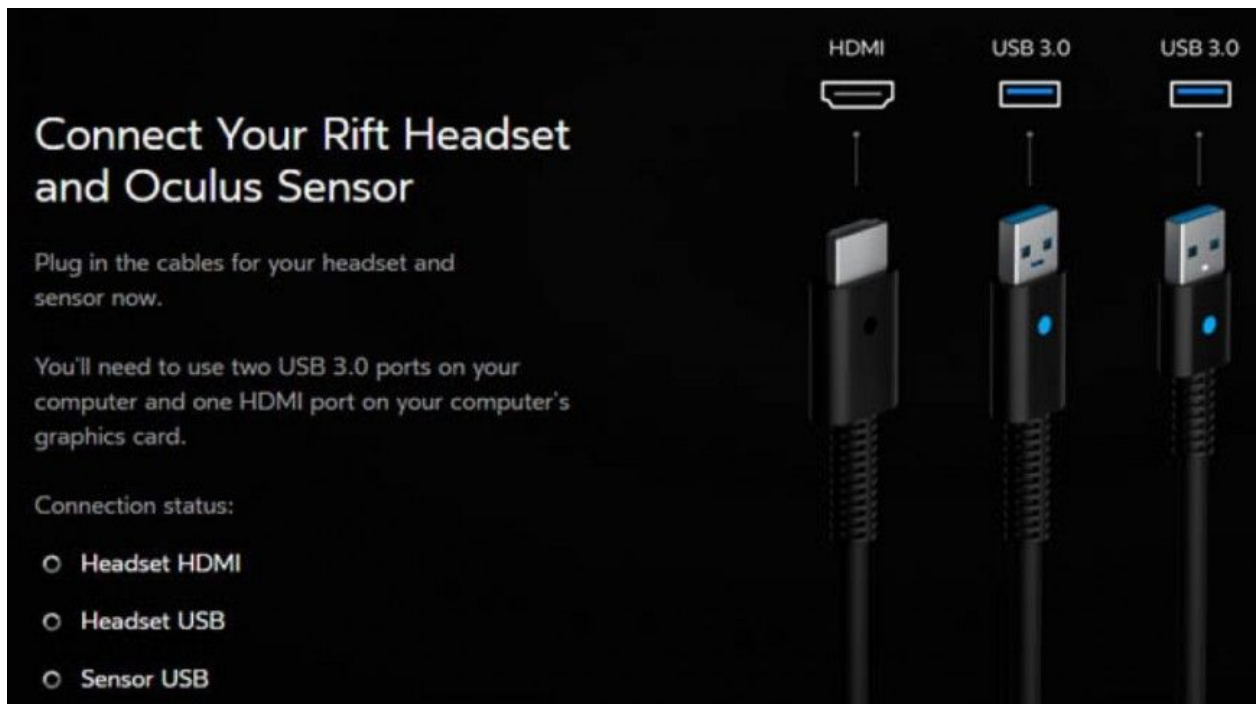 HDMI
USB 3.0
USB 3.0
Connect Your Rift Headset
and Oculus Sensor
Plug in the cables for your headset and
sensor now.
You'll need to use two USB 3.0 ports on your
computer and one HDMI port on your computer's
graphics card.
Connection status:
Headset HDMI
Headset USB
Sensor USB